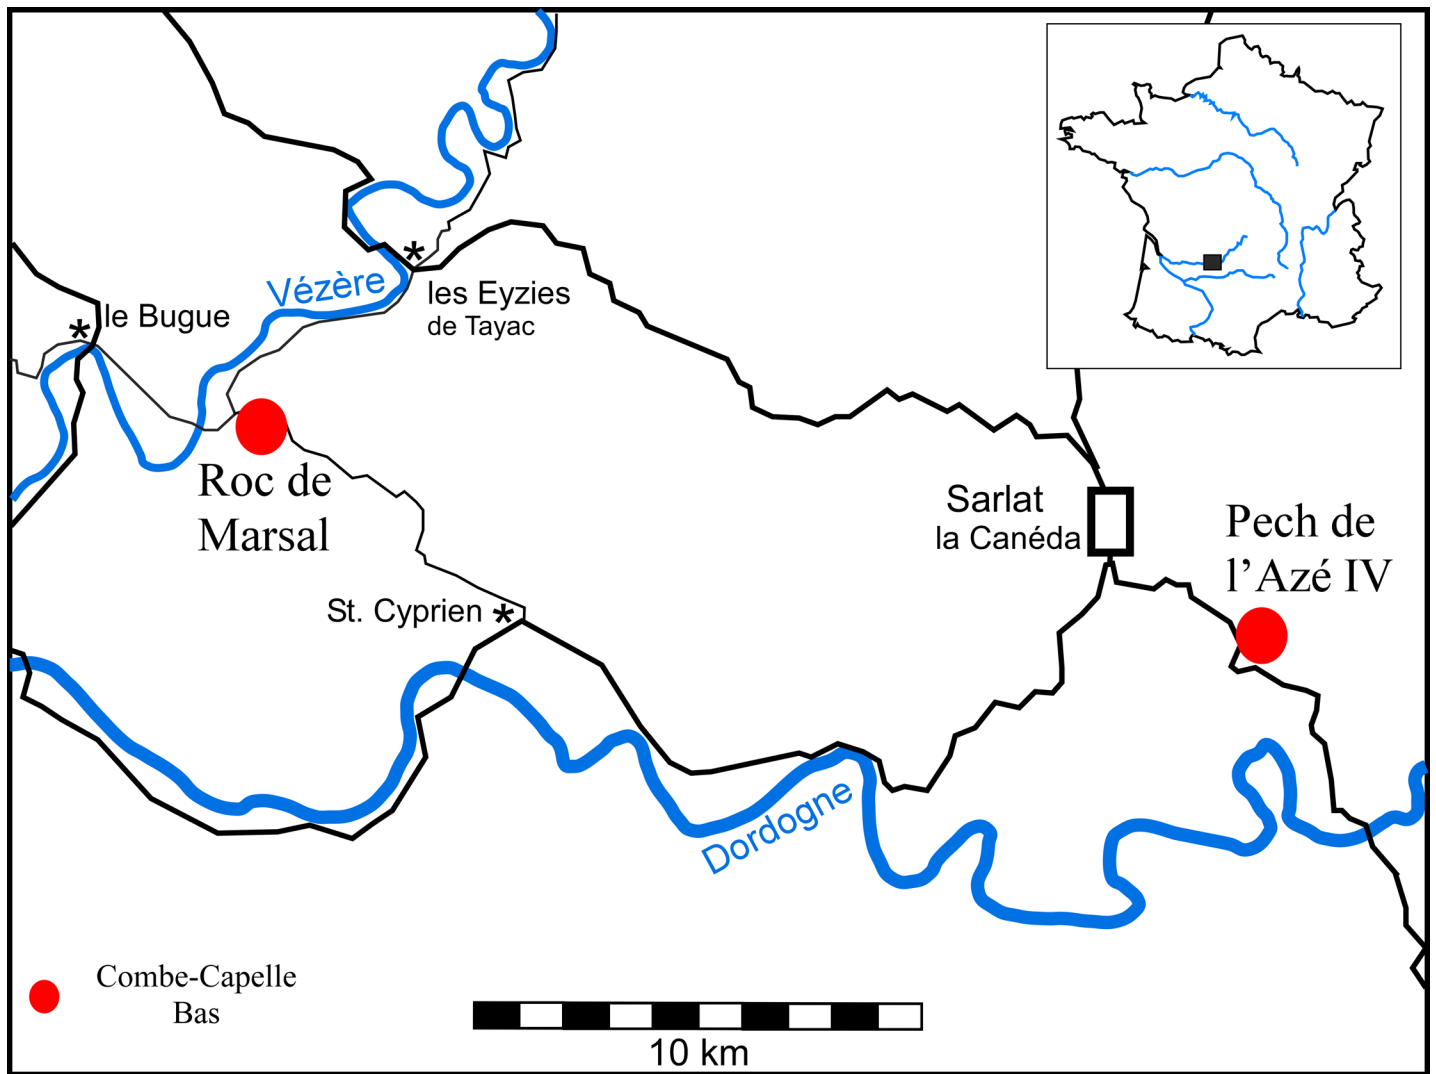 Vézère
les Eyzies
de Tayac
le Bugue
Roc de
Marsal
Sarlat
la Canéda
Pech de
l’Azé IV
St. Cyprien
Dordogne
Combe-Capelle
Bas
10 km